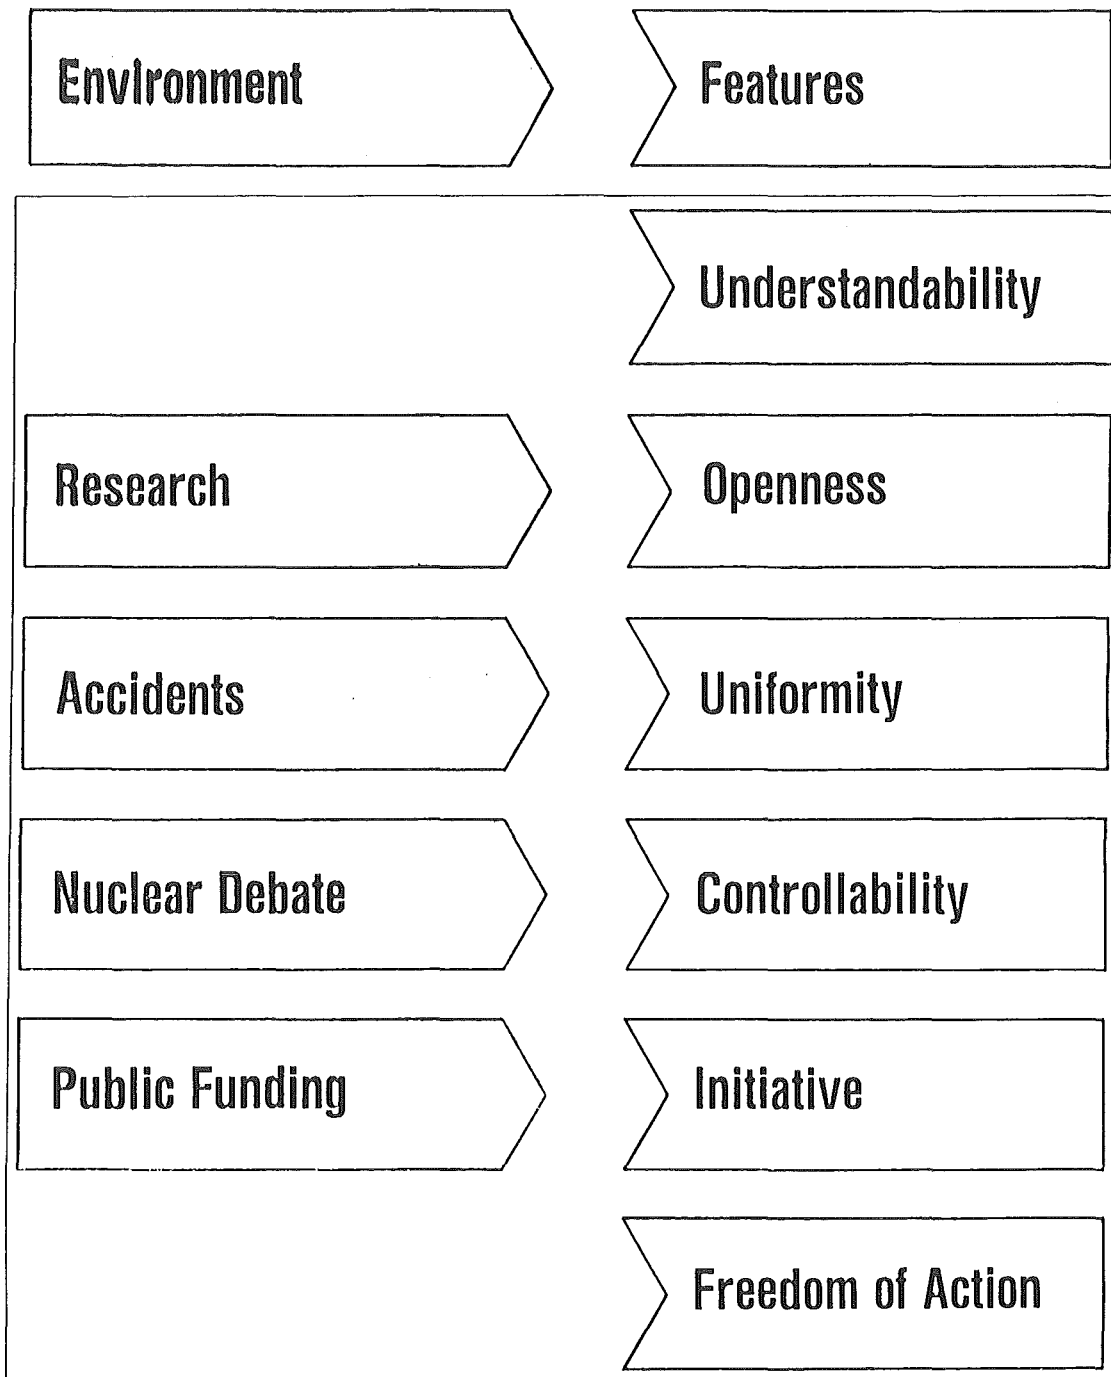 Environment
Features
Understandability
Research
Openness
Accidents
Uniformity
Nuclear Debate
Controllability
Public Funding
Initiative
Freedom of Action